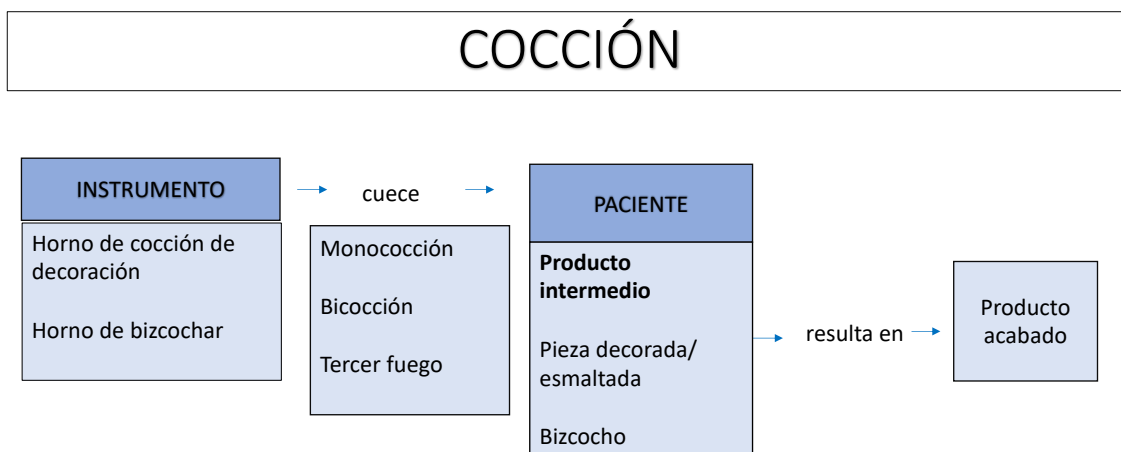 COCCIÓN
INSTRUMENTO
Horno de cocción de
decoración
Horno de bizcochar
cuece
Monococción
Bicocción
Tercer fuego
PACIENTE
Producto
intermedio
Pieza decorada/
esmaltada
Bizcocho
resulta en
Producto
acabado